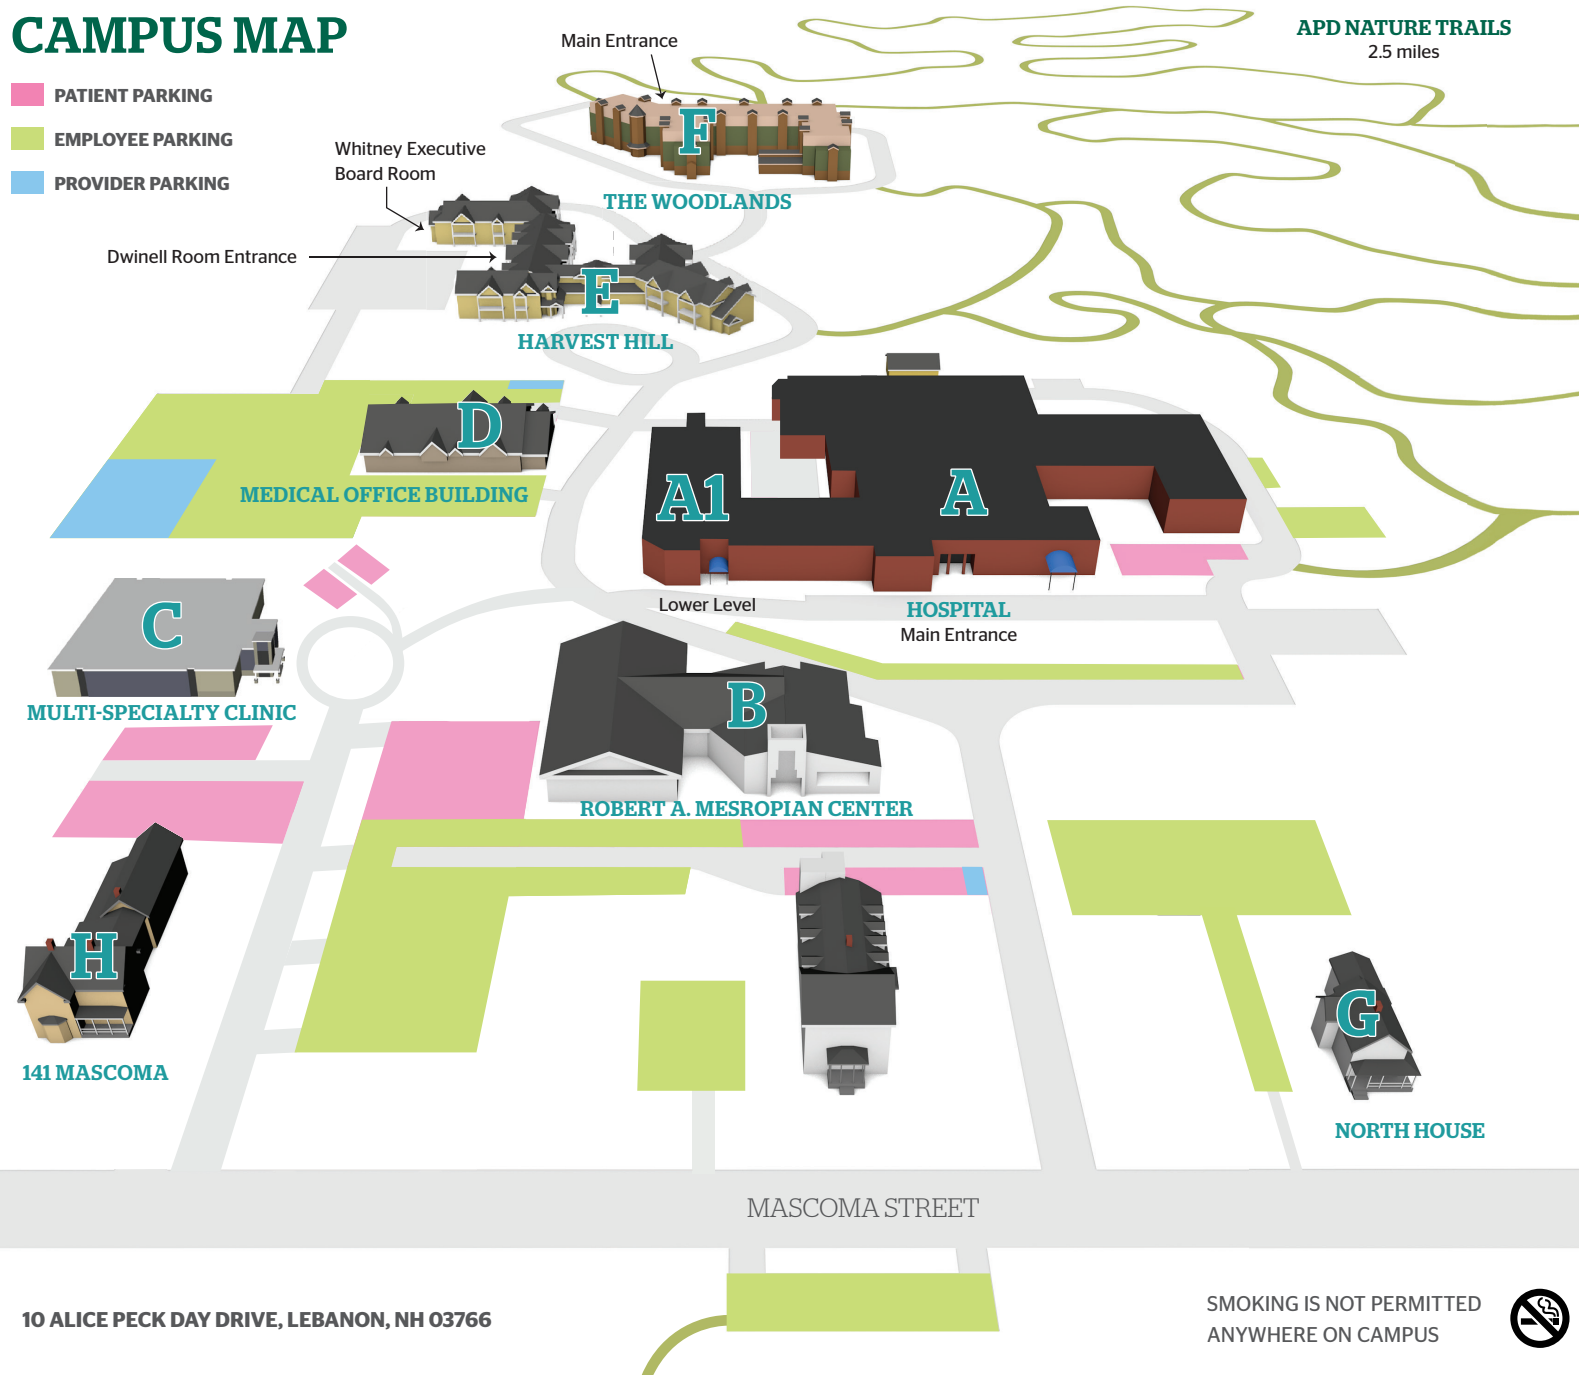 CAMPUS MAP
PATIENT PARKING
EMPLOYEE PARKING
PROVIDER PARKING
Main Entrance
APD NATURE TRAILS
2.5 miles
F
THE WOODLANDS
Whitney Executive
Board Room
Dwinell Room Entrance
E
HARVEST HILL
D
MEDICAL OFFICE BUILDING
A1
A
Lower Level
HOSPITAL
Main Entrance
C
MULTI-SPECIALTY CLINIC
B
ROBERT A. MESROPIAN CENTER
H
141 MASCOMA
G
NORTH HOUSE
MASCOMA STREET
10 ALICE PECK DAY DRIVE, LEBANON, NH 03766
SMOKING IS NOT PERMITTED
ANYWHERE ON CAMPUS